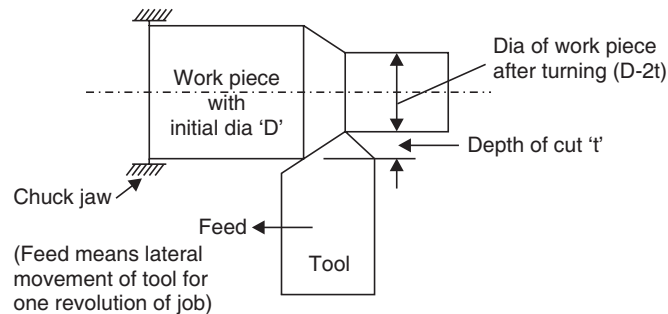 Work piece
with
initial dia ‘D’
Dia of work piece
after turning (D-2t)
Depth of cut ‘t’
Chuck jaw
Feed
Tool
(Feed means lateral
movement of tool for
one revolution of job)